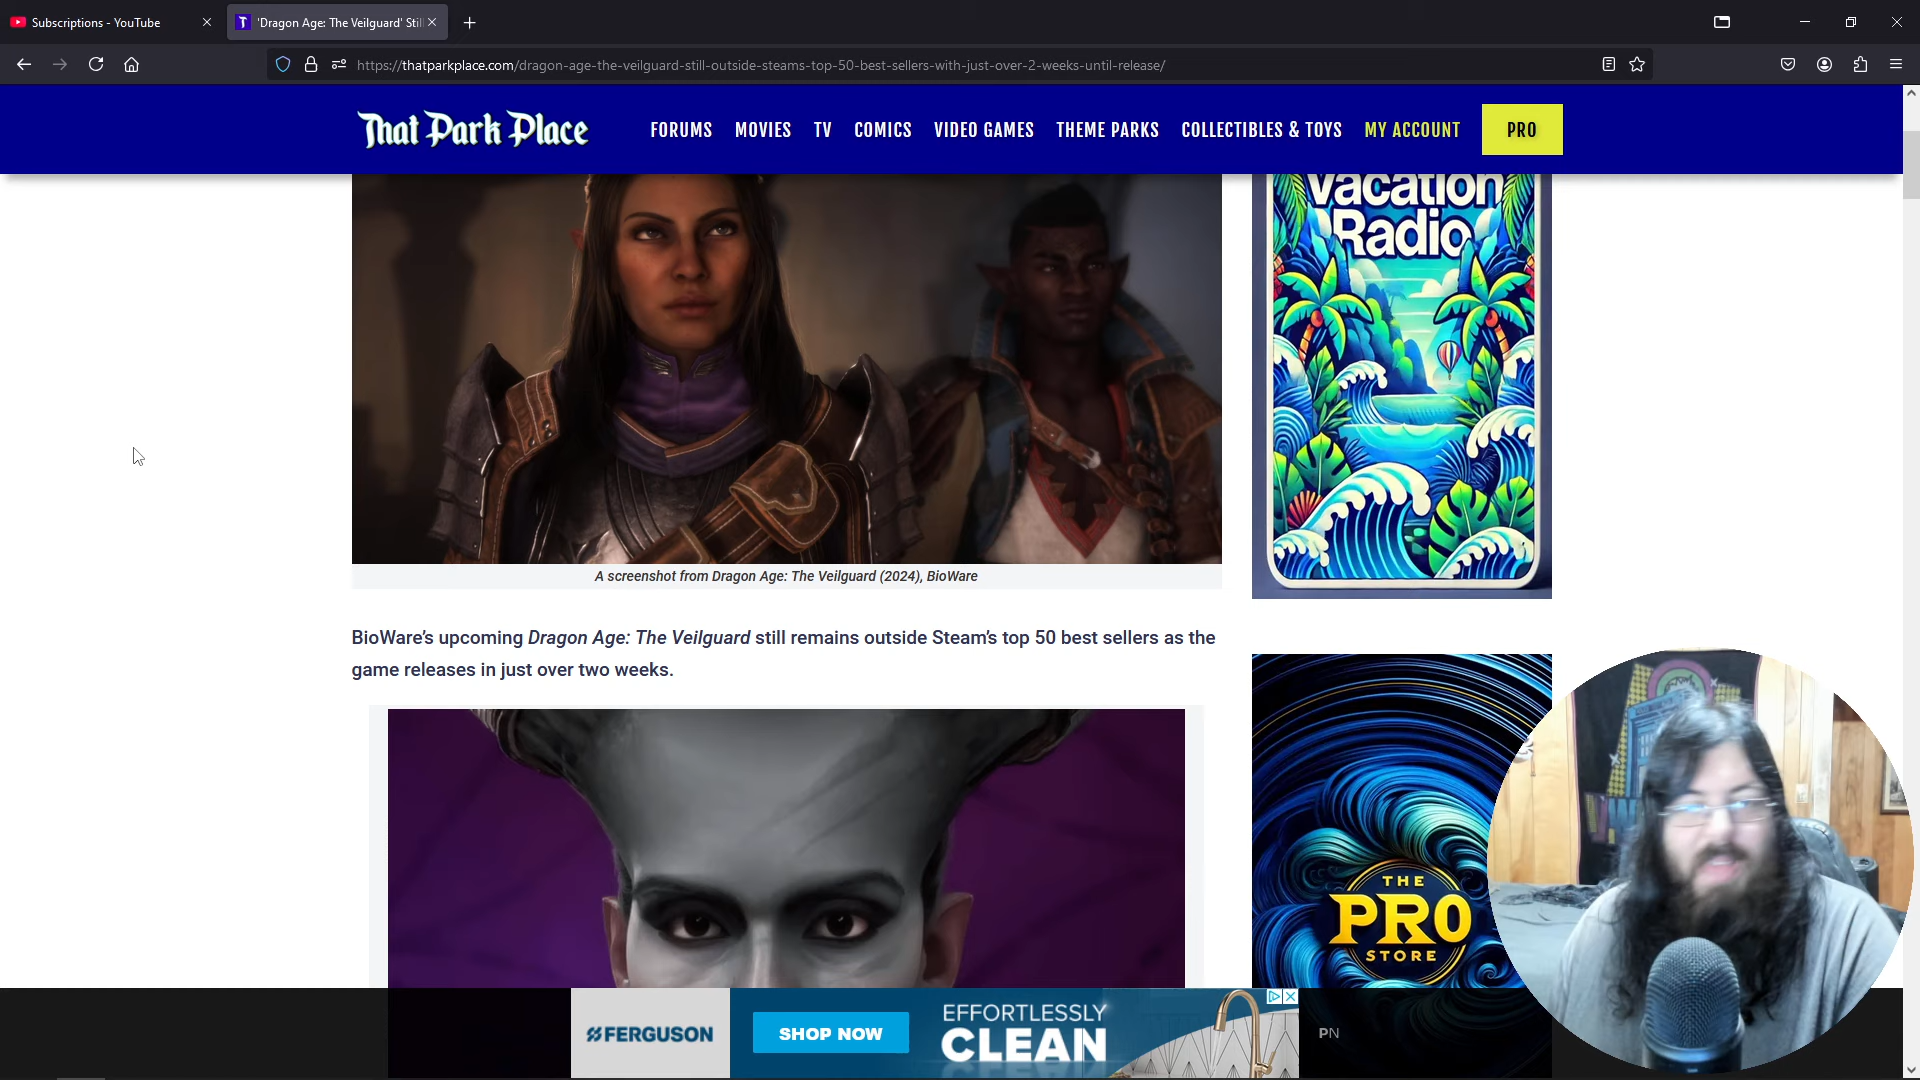 Subscriptions - YouTube
'Dragon Age: The Veilguard' Stil
https://thatparkplace.com/dragon-age-the-veilguard-still-outside-steams-top-50-best-sellers-with-just-over-2-weeks-until-release/
That Park Place
FORUMS MOVIES TV COMICS VIDEO GAMES THEME PARKS COLLECTIBLES & TOYS MY ACCOUNT PRO
Vacation
Radio
A screenshot from Dragon Age: The Veilguard (2024), BioWare
BioWare's upcoming Dragon Age: The Veilguard still remains outside Steam's top 50 best sellers as the
game releases in just over two weeks.
THE
PRO
STORE
FERGUSON
SHOP NOW
EFFORTLESSLY
CLEAN
PN